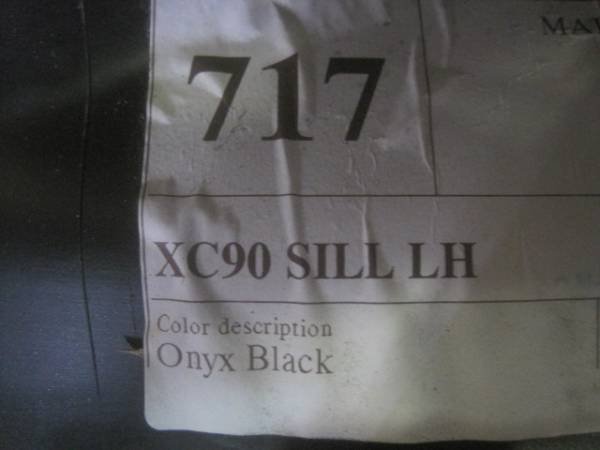 717
XC90 SILL LH
Color description
Onyx Black